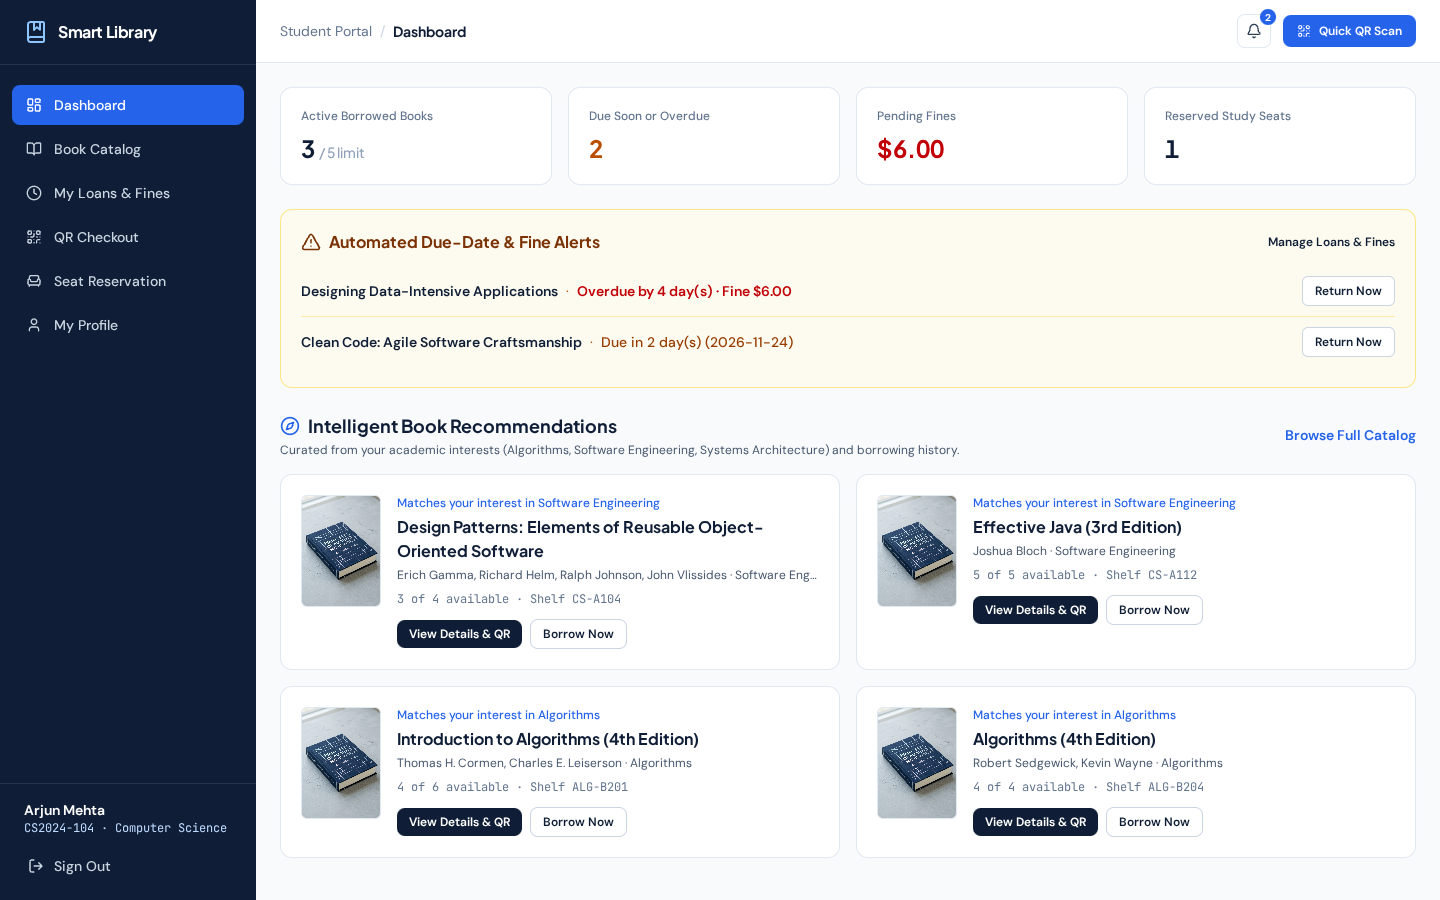 Smart Library
Dashboard
Book Catalog
My Loans & Fines
QR Checkout
Seat Reservation
My Profile
Arjun Mehta
CS2024-104 · Computer Science
Sign Out
Student Portal / Dashboard
2
Quick QR Scan
Active Borrowed Books
3 / 5 limit
Due Soon or Overdue
2
Pending Fines
$6.00
Reserved Study Seats
1
Automated Due-Date & Fine Alerts
Manage Loans & Fines
Designing Data-Intensive Applications · Overdue by 4 day(s) · Fine $6.00
Return Now
Clean Code: Agile Software Craftsmanship · Due in 2 day(s) (2026-11-24)
Return Now
Intelligent Book Recommendations
Curated from your academic interests (Algorithms, Software Engineering, Systems Architecture) and borrowing history.
Browse Full Catalog
Matches your interest in Software Engineering
Design Patterns: Elements of Reusable Object-
Oriented Software
Erich Gamma, Richard Helm, Ralph Johnson, John Vlissides · Software Eng...
3 of 4 available · Shelf CS-A104
View Details & QR
Borrow Now
Matches your interest in Software Engineering
Effective Java (3rd Edition)
Joshua Bloch · Software Engineering
5 of 5 available · Shelf CS-A112
View Details & QR
Borrow Now
Matches your interest in Algorithms
Introduction to Algorithms (4th Edition)
Thomas H. Cormen, Charles E. Leiserson · Algorithms
4 of 6 available · Shelf ALG-B201
View Details & QR
Borrow Now
Matches your interest in Algorithms
Algorithms (4th Edition)
Robert Sedgewick, Kevin Wayne · Algorithms
4 of 4 available · Shelf ALG-B204
View Details & QR
Borrow Now